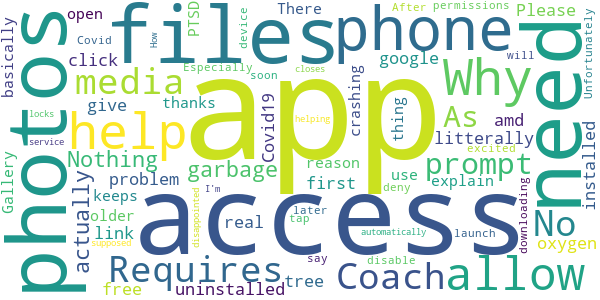 basically
open
Covid
How
files
PTSD
There
device
After
permissions
phone
Please
Unfortunately
photos
click
media
Especially
soon
closes
google
Why
will
need
Gallery
locks
service
help
give
thanks
app
Covid19
helping
crashing
thing
As
amd
excited
litterally
installed
actually
Nothing
problem
garbage
reason
first
use
deny
explain
prompt
downloading
keeps
older
link
supposed
real
I'm
tap
disappointed
access
later
automatically
launch
No
oxygen
Requires
free
uninstalled
tree
say
disable
Coach
allow